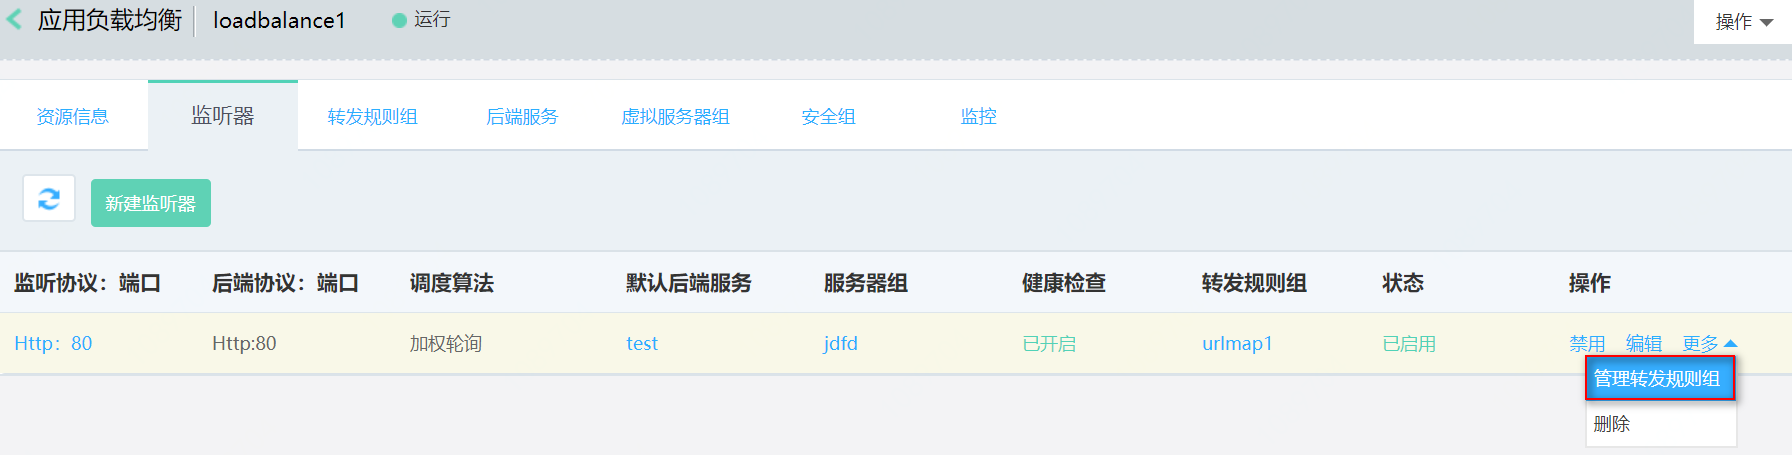 应用负载均衡 loadbalance1 运行 操作
资源信息 监听器 转发规则组 后端服务 虚拟服务器组 安全组 监控
新建监听器
监听协议：端口 后端协议：端口 调度算法 默认后端服务 服务器组 健康检查 转发规则组 状态 操作
Http：80 Http:80 加权轮询 test jdfd 已开启 urlmap1 已启用 禁用 编辑 更多
管理转发规则组
删除